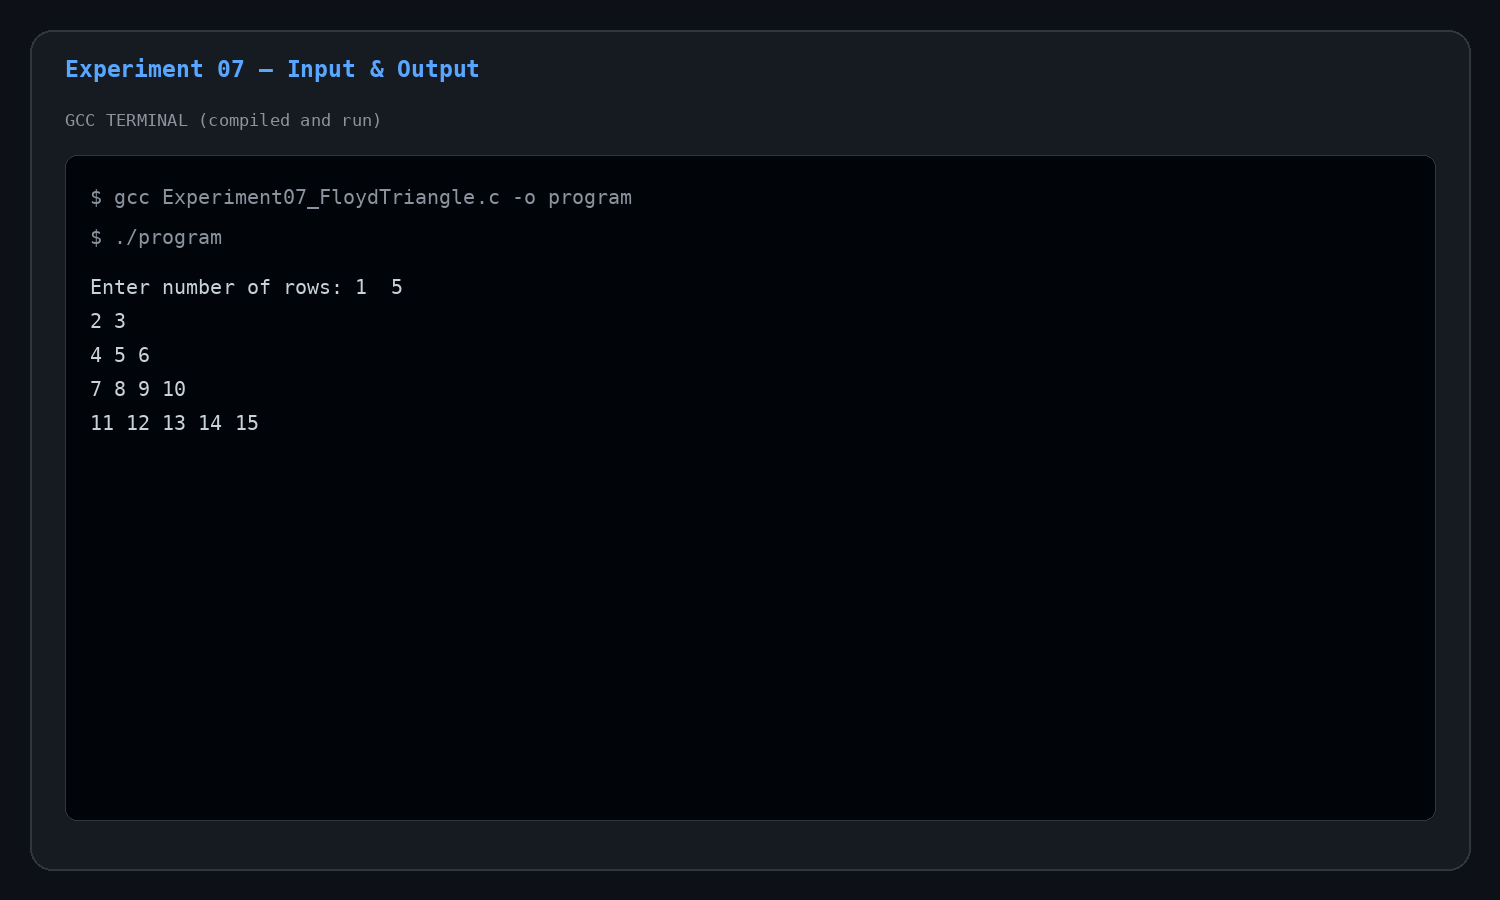 Experiment 07 — Input & Output
GCC TERMINAL (compiled and run)
$ gcc Experiment07_FloydTriangle.c -o program
$ ./program
Enter number of rows: 1  5
2 3
4 5 6
7 8 9 10
11 12 13 14 15